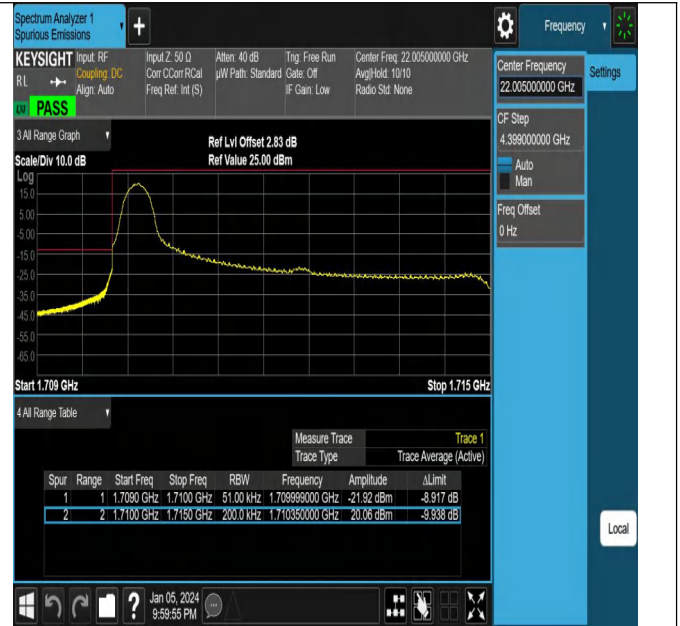 Spectrum Analyzer 1
Spurious Emissions
+
Frequency
KEYSIGHT Input: RF Input Z: 50 Ω Atten: 40 dB Trig: Free Run Center Freq: 22.005000000 GHz
RL Coupling: DC Corr CCorr RCal µW Path: Standard Gate: Off Avg|Hold: 10/10
Align: Auto Freq Ref: Int (S) IF Gain: Low Radio Std: None
LXI PASS
Center Frequency
22.005000000 GHz
Settings
CF Step
4.399000000 GHz
Auto
Man
Freq Offset
0 Hz
3 All Range Graph
Ref Lvl Offset 2.83 dB
Scale/Div 10.0 dB Ref Value 25.00 dBm
Log
15.0
5.00
-5.00
-15.0
-25.0
-35.0
-45.0
-55.0
-65.0
Start 1.709 GHz Stop 1.715 GHz
4 All Range Table
Measure Trace Trace 1
Trace Type Trace Average (Active)
Spur Range Start Freq Stop Freq RBW Frequency Amplitude ΔLimit
1 1 1.7090 GHz 1.7100 GHz 51.00 kHz 1.709999000 GHz -21.92 dBm -8.917 dB
2 2 1.7100 GHz 1.7150 GHz 200.0 kHz 1.710350000 GHz 20.06 dBm -9.938 dB
Local
? Jan 05, 2024
9:59:55 PM